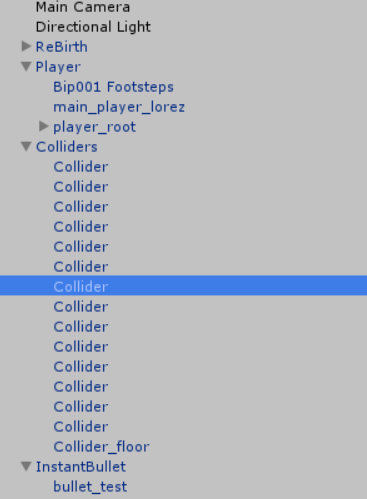 Main Camera
Directional Light
ReBirth
Player
Bip001 Footsteps
main_player_lorez
player_root
Colliders
Collider
Collider
Collider
Collider
Collider
Collider
Collider
Collider
Collider
Collider
Collider
Collider
Collider
Collider
Collider_floor
InstantBullet
bullet_test